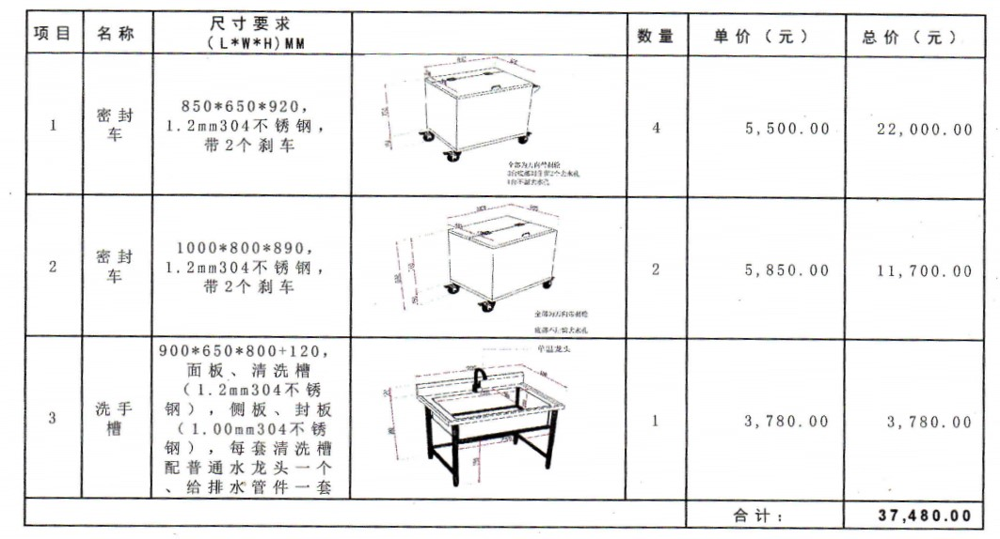 项目
名称
尺寸要求
(L*W*H)MM
数量
单价（元）
总价（元）
1
密封
车
850*650*920,
1.2mm304不锈钢，
带2个刹车
4
5,500.00
22,000.00
2
密封
车
1000*800*890,
1.2mm304不锈钢，
带2个刹车
2
5,850.00
11,700.00
3
洗手
槽
900*650*800+120,
面板、清洗槽
（1.2mm304不锈
钢），侧板、封板
（1.00mm304不锈
钢），每套清洗槽
配普通水龙头一个
、给排水管件一套
单温龙头
1
3,780.00
3,780.00
合计：
37,480.00